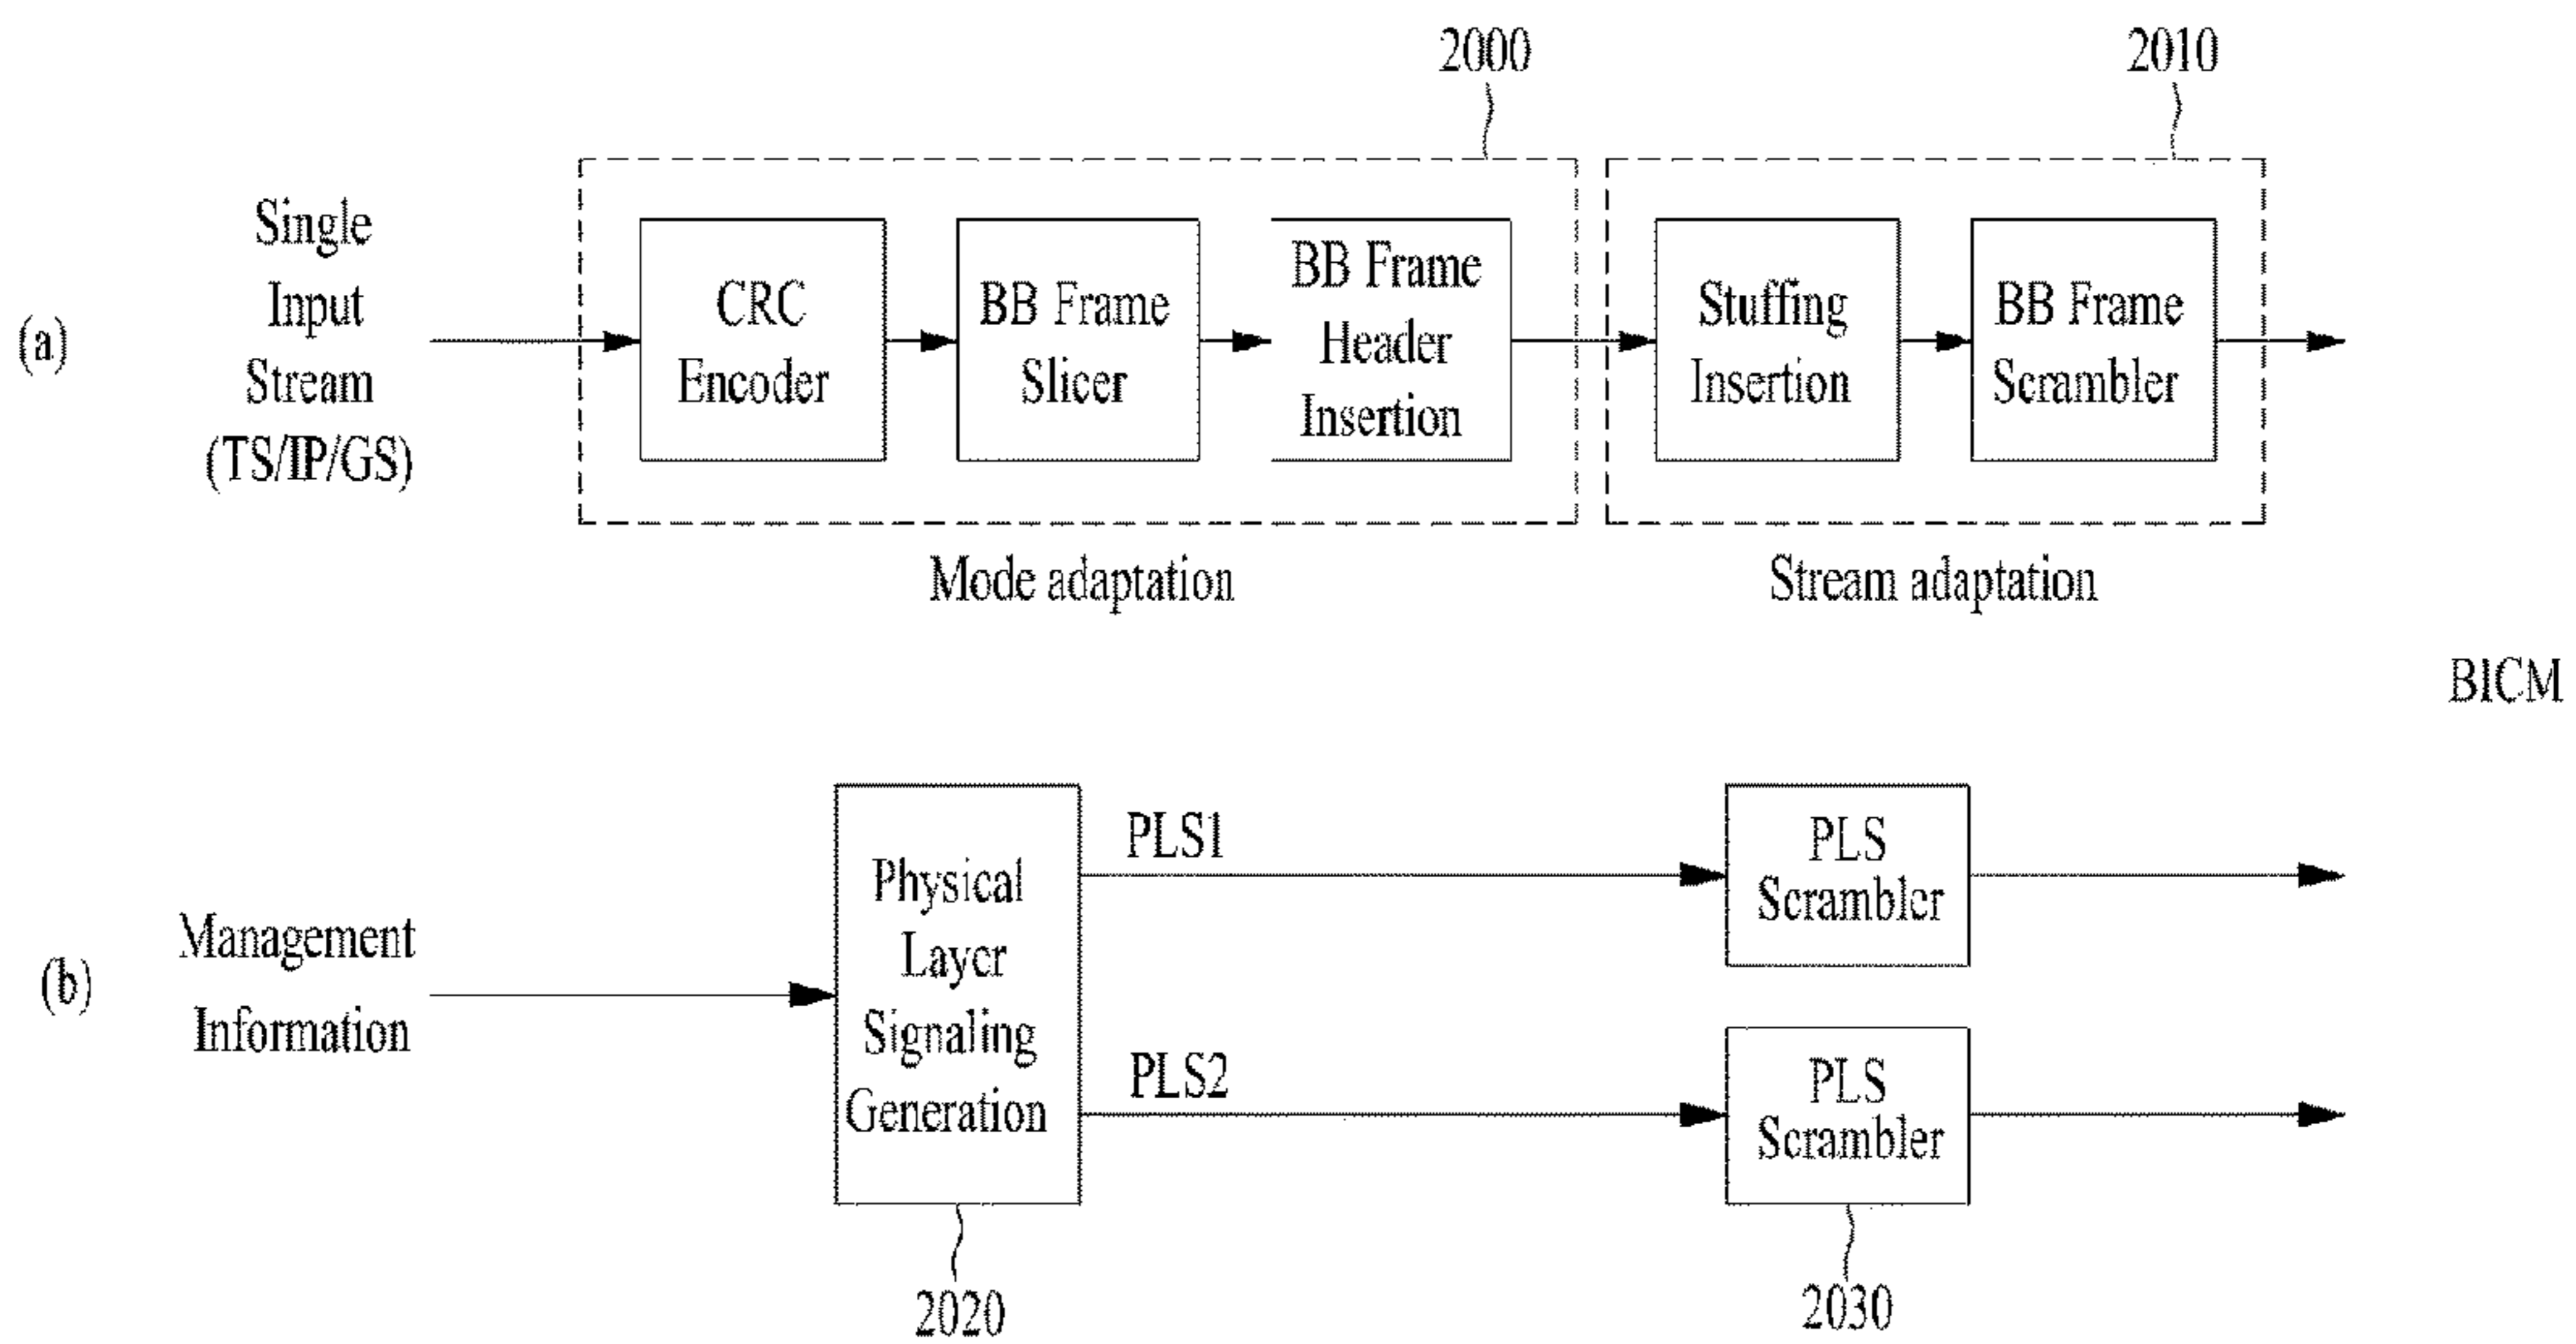 2000
2010
(a)
Single
Input
Stream
(TS/IP/GS)
CRC
Encoder
BB Frame
Slicer
BB Frame
Header
Insertion
Stuffing
Insertion
BB Frame
Scrambler
Mode adaptation
Stream adaptation
BICM
(b)
Management
Information
Physical
Layer
Signaling
Generation
PLS1
PLS2
PLS
Scrambler
PLS
Scrambler
2020
2030